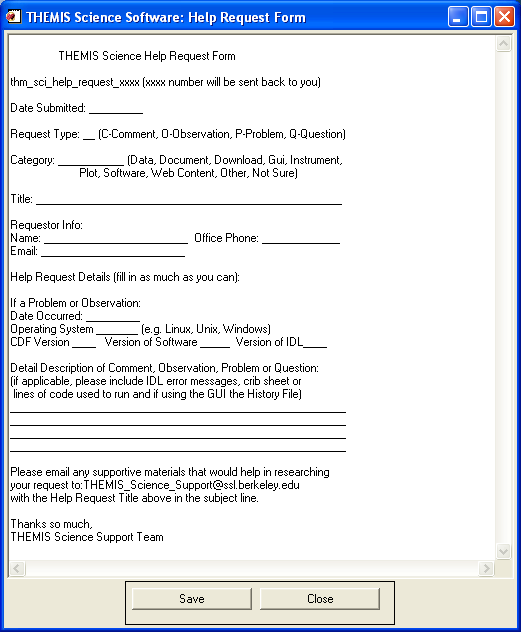 THEMIS Science Software: Help Request Form
THEMIS Science Help Request Form
thm_sci_help_request_xxxx (xxxx number will be sent back to you)
Date Submitted: _________
Request Type: __ (C-Comment, O-Observation, P-Problem, Q-Question)
Category: ___________ (Data, Document, Download, Gui, Instrument,
Plot, Software, Web Content, Other, Not Sure)
Title: ___________________________________________________
Requestor Info:
Name: ________________________ Office Phone: _____________
Email: ________________________
Help Request Details (fill in as much as you can):
If a Problem or Observation:
Date Occurred: _________
Operating System _______ (e.g. Linux, Unix, Windows)
CDF Version ____ Version of Software _____ Version of IDL____
Detail Description of Comment, Observation, Problem or Question:
(if applicable, please include IDL error messages, crib sheet or
lines of code used to run and if using the GUI the History File)
________________________________________________________
________________________________________________________
________________________________________________________
________________________________________________________
Please email any supportive materials that would help in researching
your request to:THEMIS_Science_Support@ssl.berkeley.edu
with the Help Request Title above in the subject line.
Thanks so much,
THEMIS Science Support Team
Save Close